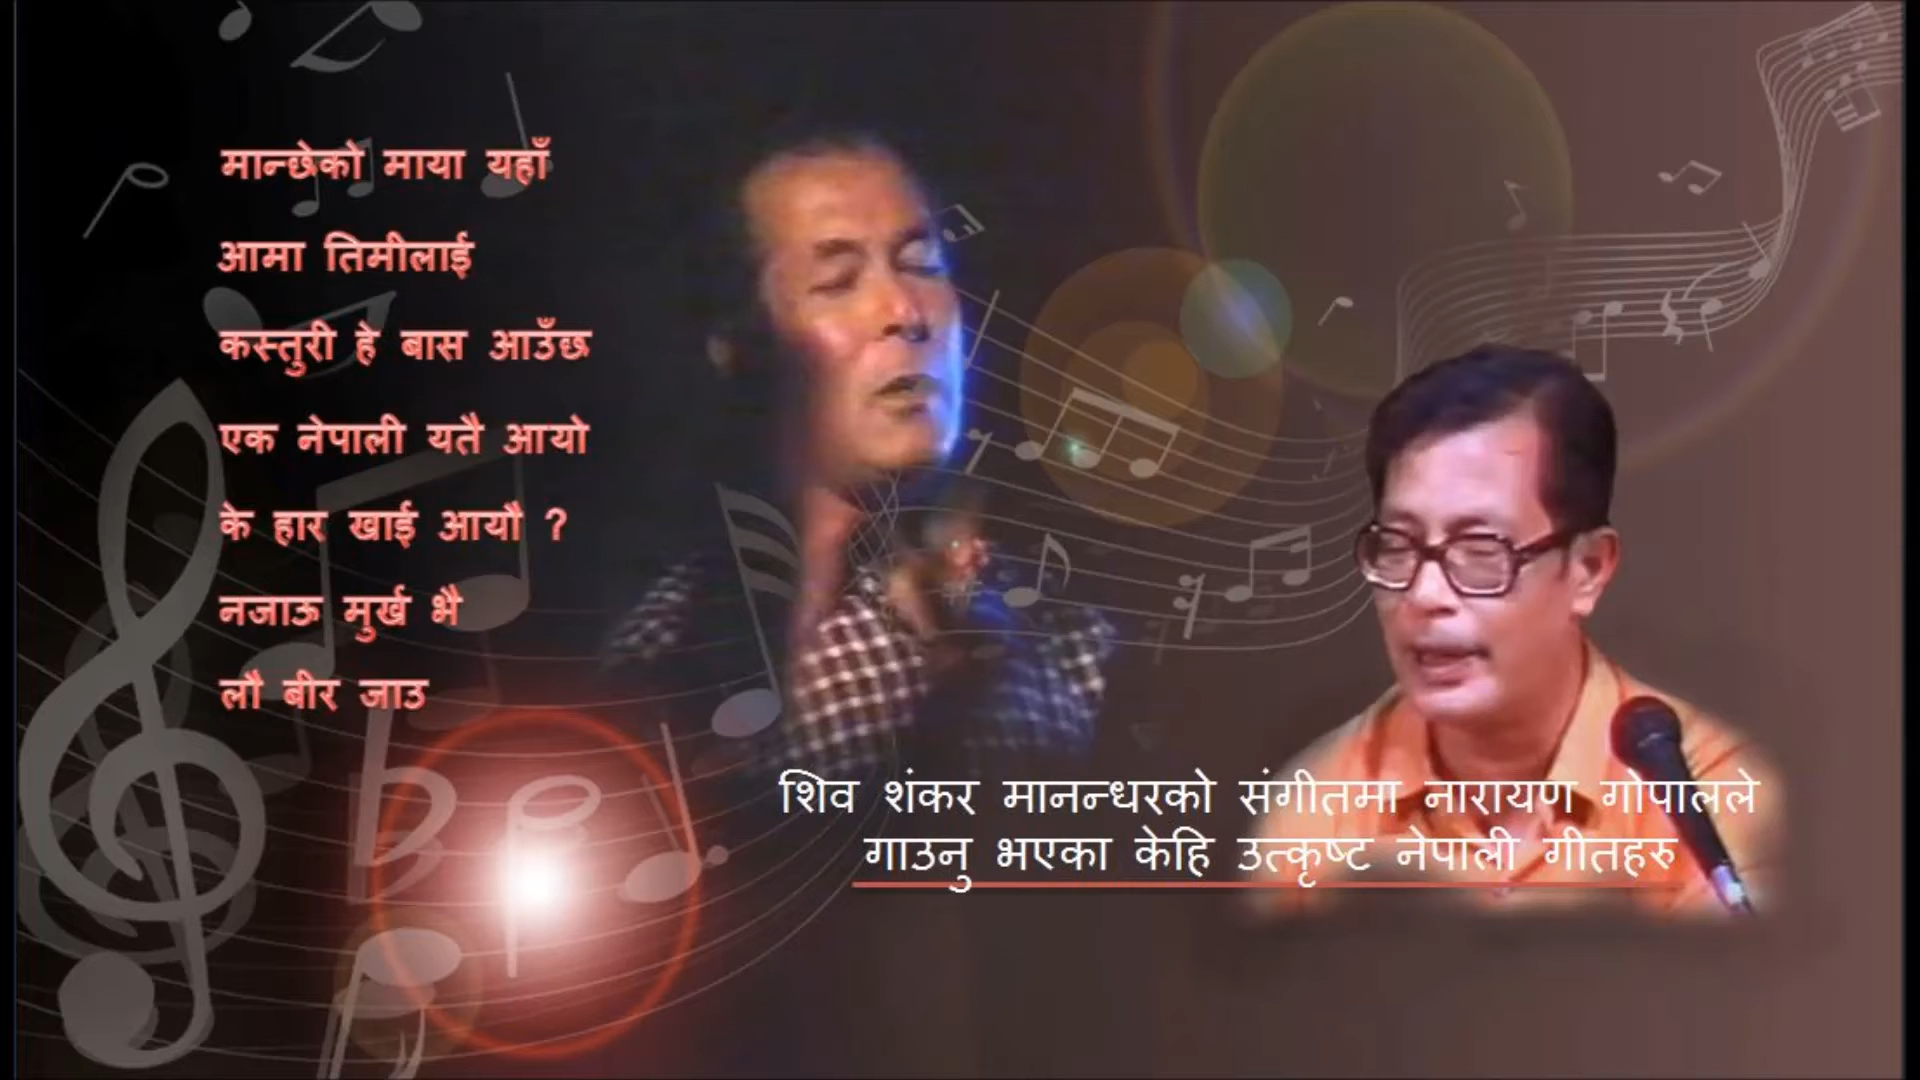 मान्छेको माया यहाँ
आमा तिमीलाई
कस्तुरी हे बास आउँछ
एक नेपाली यतै आयो
के हार खाई आयौ ?
नजाऊ मुर्ख भै
लौ बीर जाउ
शिव शंकर मानन्धरको संगीतमा नारायण गोपालले
गाउनु भएका केहि उत्कृष्ट नेपाली गीतहरु